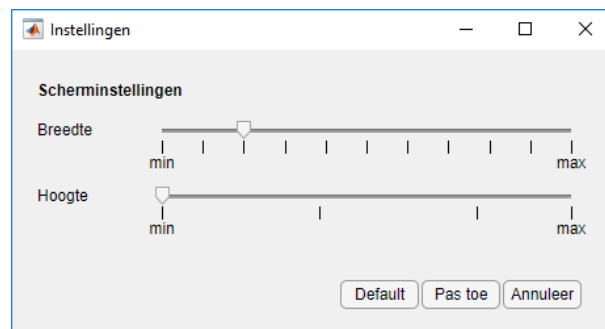 Instellingen
Scherminstellingen
Breedte
min max
Hoogte
min max
Default Pas toe Annuleer